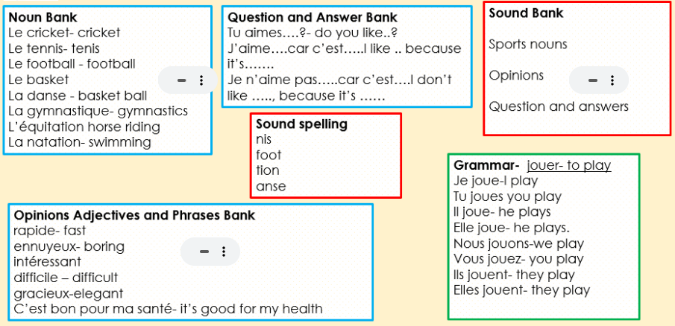 Noun Bank
Le cricket- cricket
Le tennis- tenis
Le football - football
Le basket
La danse - basket ball
La gymnastique- gymnastics
L'équitation horse riding
La natation- swimming
Question and Answer Bank
Tu aimes….?- do you like..?
J'aime….car c'est…..I like .. because
it's…….
Je n'aime pas…..car c'est….I don't
like ….., because it's ……
Sound Bank
Sports nouns
Opinions
Question and answers
Sound spelling
nis
foot
tion
anse
Grammar- jouer- to play
Je joue-I play
Tu joues you play
Il joue- he plays
Elle joue- he plays.
Nous jouons-we play
Vous jouez- you play
Ils jouent- they play
Elles jouent- they play
Opinions Adjectives and Phrases Bank
rapide- fast
ennuyeux- boring
intéressant
difficile – difficult
gracieux-elegant
C'est bon pour ma santé- it's good for my health